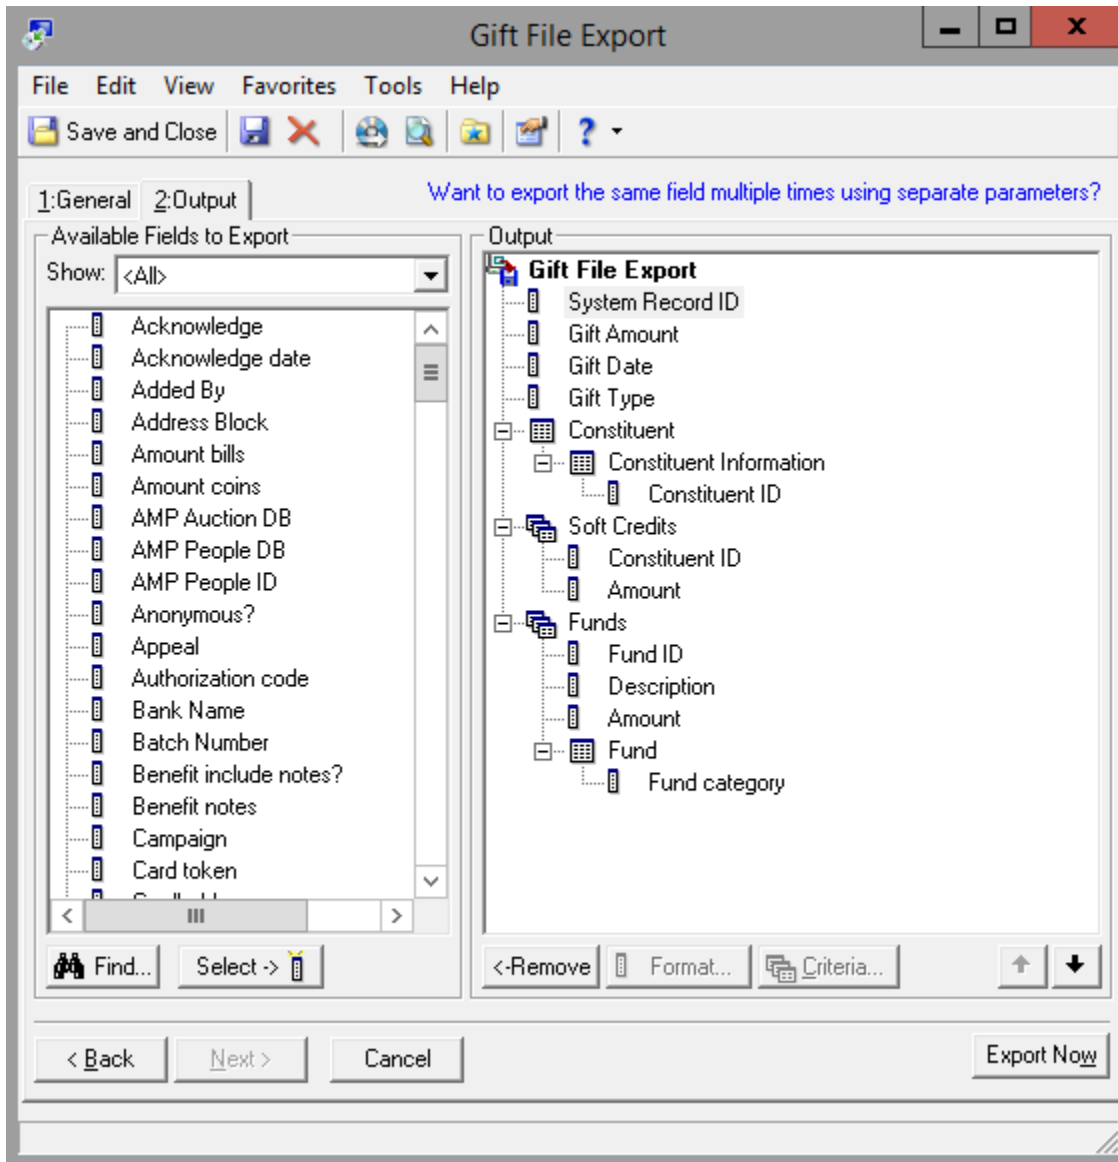 Gift File Export
File Edit View Favorites Tools Help
Save and Close
1:General 2:Output
Want to export the same field multiple times using separate parameters?
Available Fields to Export
Show: <All>
Acknowledge
Acknowledge date
Added By
Address Block
Amount bills
Amount coins
AMP Auction DB
AMP People DB
AMP People ID
Anonymous?
Appeal
Authorization code
Bank Name
Batch Number
Benefit include notes?
Benefit notes
Campaign
Card token
Find...
Select ->
Output
Gift File Export
System Record ID
Gift Amount
Gift Date
Gift Type
Constituent
Constituent Information
Constituent ID
Soft Credits
Constituent ID
Amount
Funds
Fund ID
Description
Amount
Fund
Fund category
<-Remove
Format...
Criteria...
< Back
Next >
Cancel
Export Now